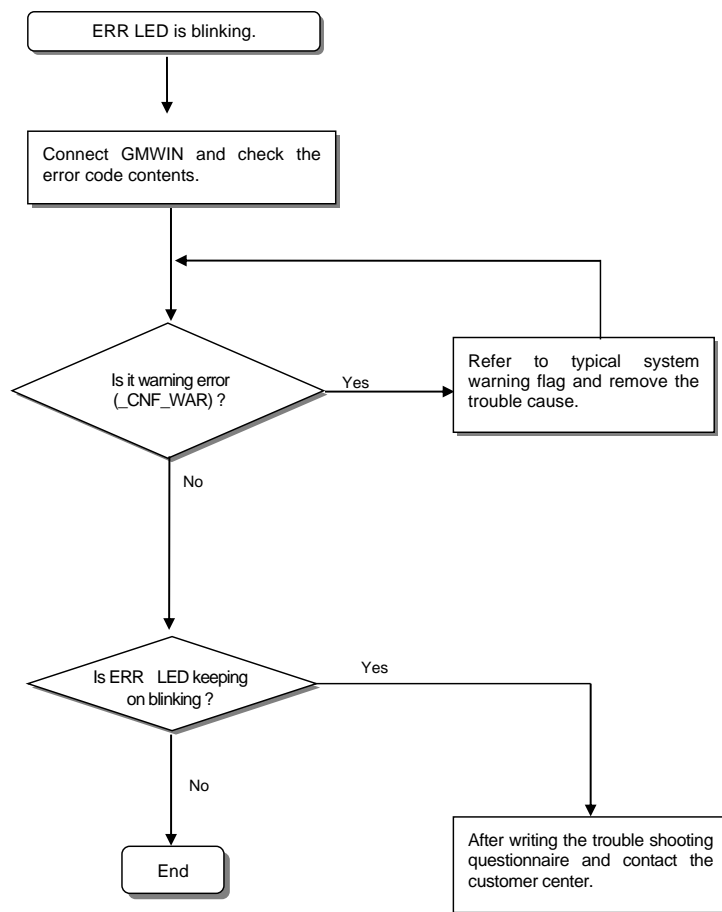 ERR LED is blinking.
Connect GMWIN and check the
error code contents.
Is it warning error
(_CNF_WAR) ?
Yes
Refer to typical system
warning flag and remove the
trouble cause.
No
Is ERR LED keeping
on blinking ?
Yes
No
End
After writing the trouble shooting
questionnaire and contact the
customer center.